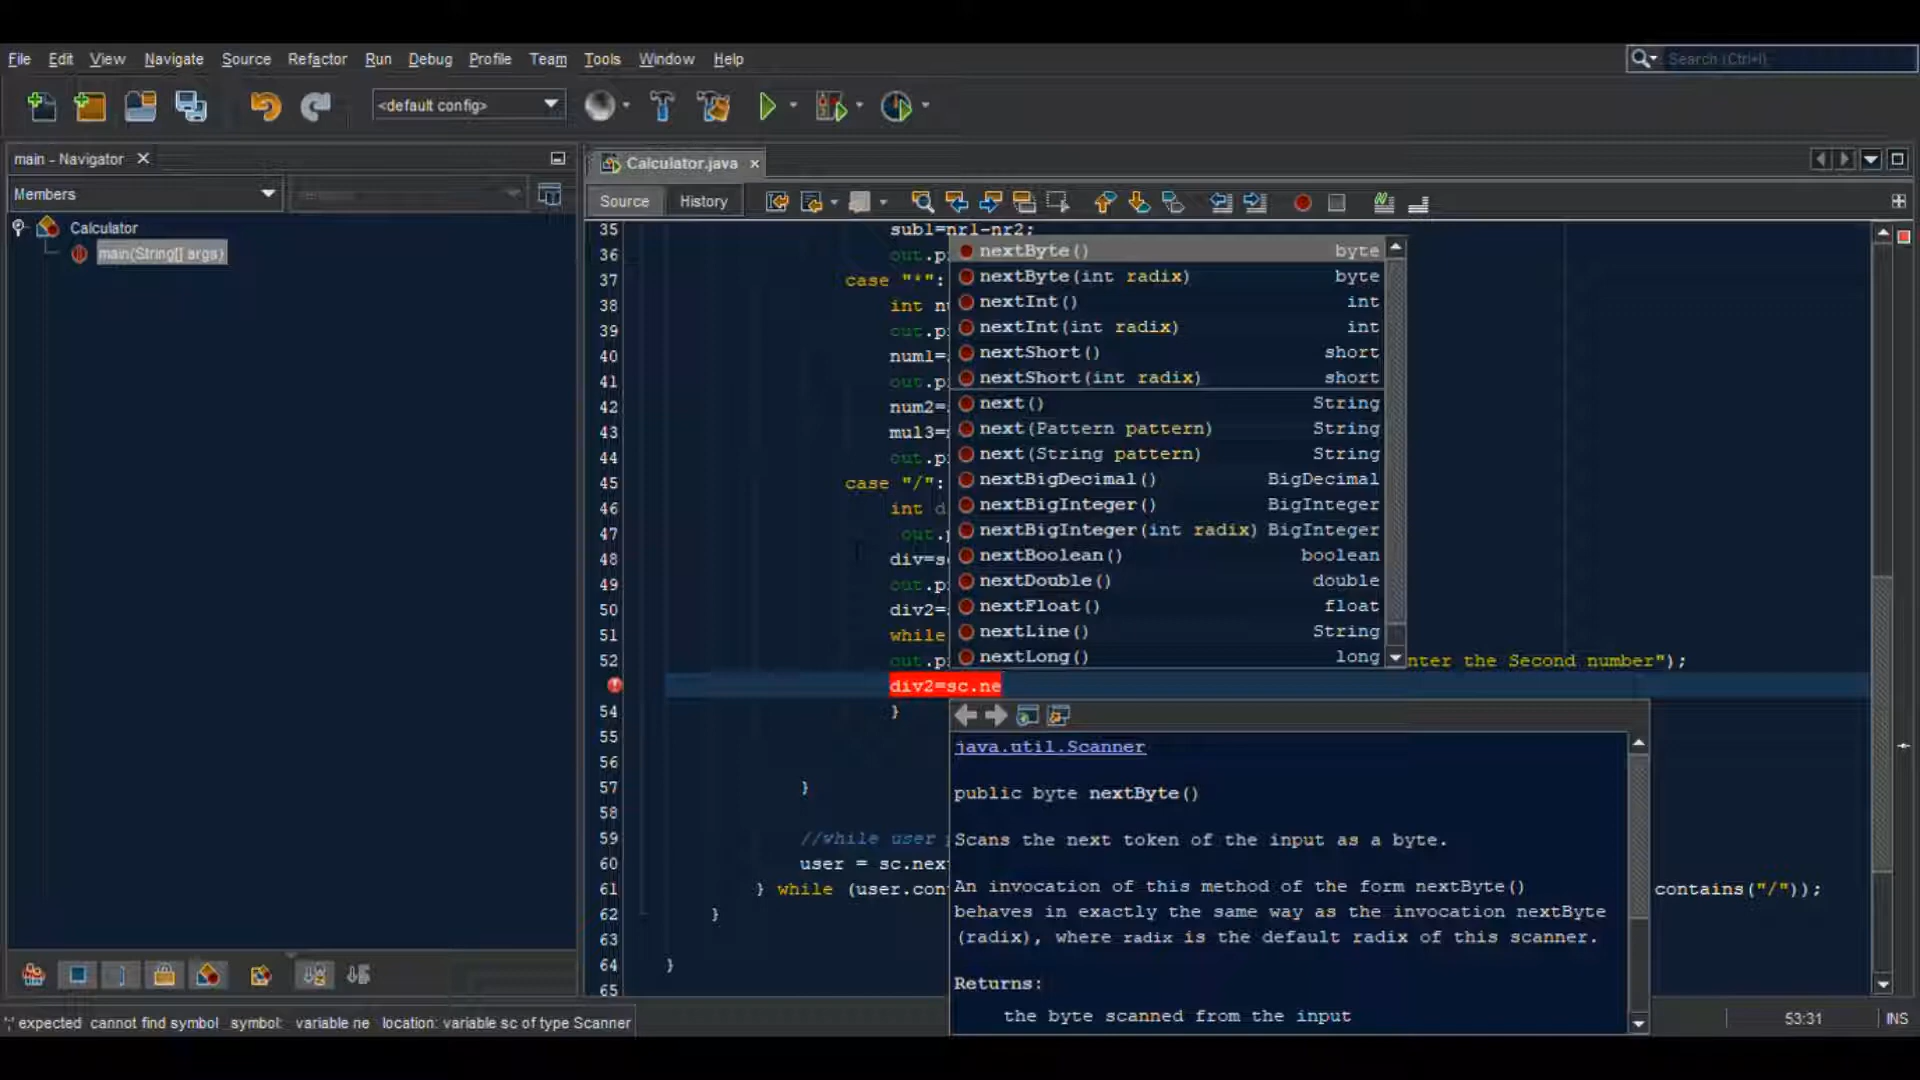 File Edit View Navigate Source Refactor Run Debug Profile Team Tools Window Help
Search (Ctrl+I)
<default config>
main - Navigator
Members
Calculator
main(String[] args)
Calculator.java
Source History
35 sub1=nr1-nr2;
36 out.p
37 case "*":
38 int n
39 out.p
40 num1=
41 out.p
42 num2=
43 mul3=
44 out.p
45 case "/":
46 int d
47 out.
48 div=s
49 out.p
50 div2=
51 while
52 out.p nter the Second number");
div2=sc.ne
54 }
55
56
57 }
58
59 //while user
60 user = sc.nex
61 } while (user.con contains("/"));
62 }
63
64 }
65
nextByte() byte
nextByte(int radix) byte
nextInt() int
nextInt(int radix) int
nextShort() short
nextShort(int radix) short
next() String
next(Pattern pattern) String
next(String pattern) String
nextBigDecimal() BigDecimal
nextBigInteger() BigInteger
nextBigInteger(int radix) BigInteger
nextBoolean() boolean
nextDouble() double
nextFloat() float
nextLine() String
nextLong() long
java.util.Scanner
public byte nextByte()
Scans the next token of the input as a byte.
An invocation of this method of the form nextByte()
behaves in exactly the same way as the invocation nextByte
(radix), where radix is the default radix of this scanner.
Returns:
the byte scanned from the input
';' expected cannot find symbol symbol: variable ne location: variable sc of type Scanner
53:31 INS